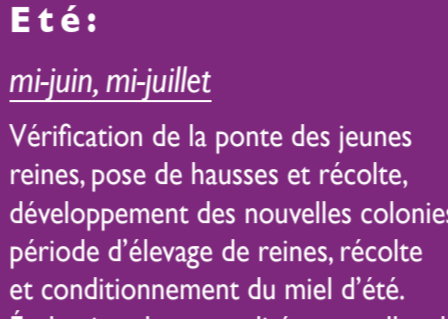 Eté:
mi-juin, mi-juillet
Vérification de la ponte des jeunes
reines, pose de hausses et récolte,
développement des nouvelles colonies
période d'élevage de reines, récolte
et conditionnement du miel d'été.